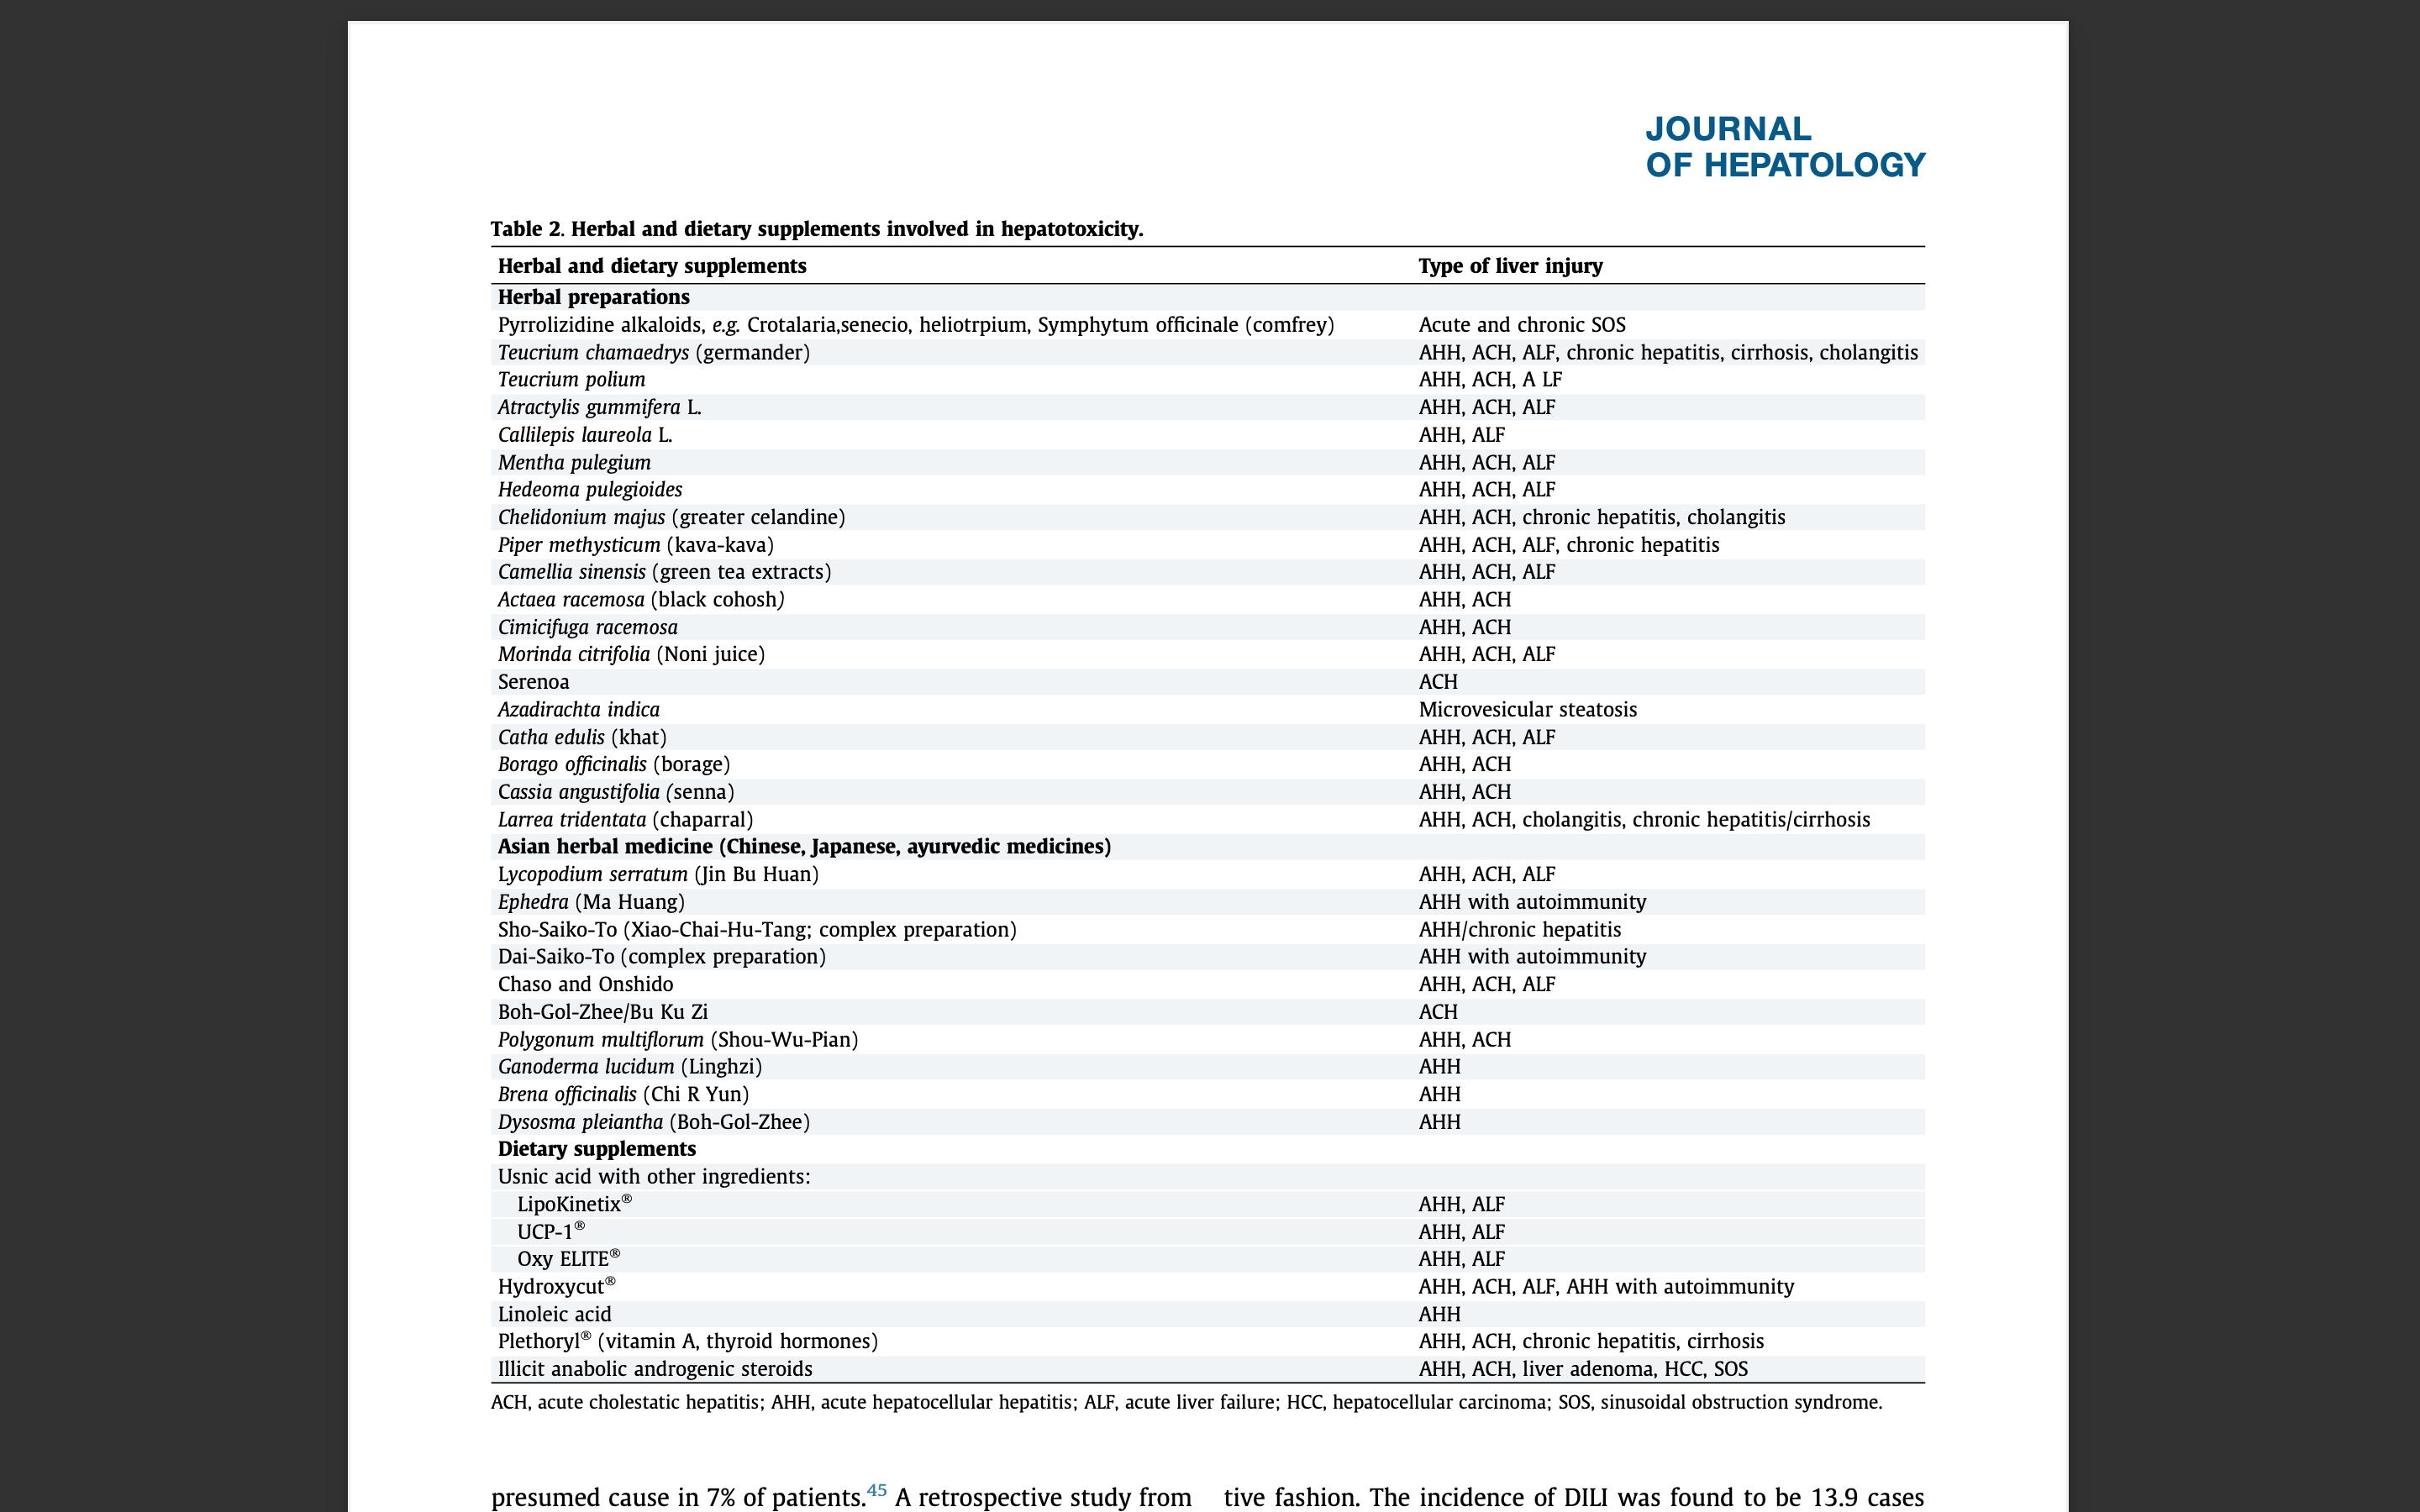 JOURNAL
OF HEPATOLOGY
Table 2. Herbal and dietary supplements involved in hepatotoxicity.
Herbal and dietary supplements Type of liver injury
Herbal preparations
Pyrrolizidine alkaloids, e.g. Crotalaria,senecio, heliotrpium, Symphytum officinale (comfrey) Acute and chronic SOS
Teucrium chamaedrys (germander) AHH, ACH, ALF, chronic hepatitis, cirrhosis, cholangitis
Teucrium polium AHH, ACH, A LF
Atractylis gummifera L. AHH, ACH, ALF
Callilepis laureola L. AHH, ALF
Mentha pulegium AHH, ACH, ALF
Hedeoma pulegioides AHH, ACH, ALF
Chelidonium majus (greater celandine) AHH, ACH, chronic hepatitis, cholangitis
Piper methysticum (kava-kava) AHH, ACH, ALF, chronic hepatitis
Camellia sinensis (green tea extracts) AHH, ACH, ALF
Actaea racemosa (black cohosh) AHH, ACH
Cimicifuga racemosa AHH, ACH
Morinda citrifolia (Noni juice) AHH, ACH, ALF
Serenoa ACH
Azadirachta indica Microvesicular steatosis
Catha edulis (khat) AHH, ACH, ALF
Borago officinalis (borage) AHH, ACH
Cassia angustifolia (senna) AHH, ACH
Larrea tridentata (chaparral) AHH, ACH, cholangitis, chronic hepatitis/cirrhosis
Asian herbal medicine (Chinese, Japanese, ayurvedic medicines)
Lycopodium serratum (Jin Bu Huan) AHH, ACH, ALF
Ephedra (Ma Huang) AHH with autoimmunity
Sho-Saiko-To (Xiao-Chai-Hu-Tang; complex preparation) AHH/chronic hepatitis
Dai-Saiko-To (complex preparation) AHH with autoimmunity
Chaso and Onshido AHH, ACH, ALF
Boh-Gol-Zhee/Bu Ku Zi ACH
Polygonum multiflorum (Shou-Wu-Pian) AHH, ACH
Ganoderma lucidum (Linghzi) AHH
Brena officinalis (Chi R Yun) AHH
Dysosma pleiantha (Boh-Gol-Zhee) AHH
Dietary supplements
Usnic acid with other ingredients:
LipoKinetix® AHH, ALF
UCP-1® AHH, ALF
Oxy ELITE® AHH, ALF
Hydroxycut® AHH, ACH, ALF, AHH with autoimmunity
Linoleic acid AHH
Plethoryl® (vitamin A, thyroid hormones) AHH, ACH, chronic hepatitis, cirrhosis
Illicit anabolic androgenic steroids AHH, ACH, liver adenoma, HCC, SOS
ACH, acute cholestatic hepatitis; AHH, acute hepatocellular hepatitis; ALF, acute liver failure; HCC, hepatocellular carcinoma; SOS, sinusoidal obstruction syndrome.
presumed cause in 7% of patients.45 A retrospective study from
tive fashion. The incidence of DILI was found to be 13.9 cases